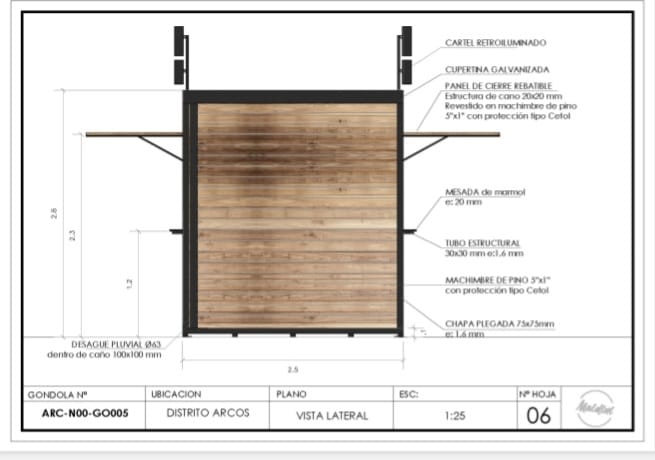 CARTEL RETROILUMINADO
CUPERTINA GALVANIZADA
PANEL DE CIERRE REBATIBLE
Estructura de cano 20x20 mm
Revestido en machimbre de pino
5"x1" con protección tipo Cetol
MESADA de marmol
e: 20 mm
TUBO ESTRUCTURAL
30x30 mm e:1,6 mm
MACHIMBRE DE PINO 5"x1"
con protección tipo Cetol
CHAPA PLEGADA 75x75mm
e: 1,6 mm
2.3
1.2
.1
DESAGUE PLUVIAL Ø63
dentro de caño 100x100 mm
2.5
GONDOLA Nº
UBICACION
PLANO
ESC:
Nº HOJA
ARC-N00-GO005
DISTRITO ARCOS
VISTA LATERAL
1:25
06